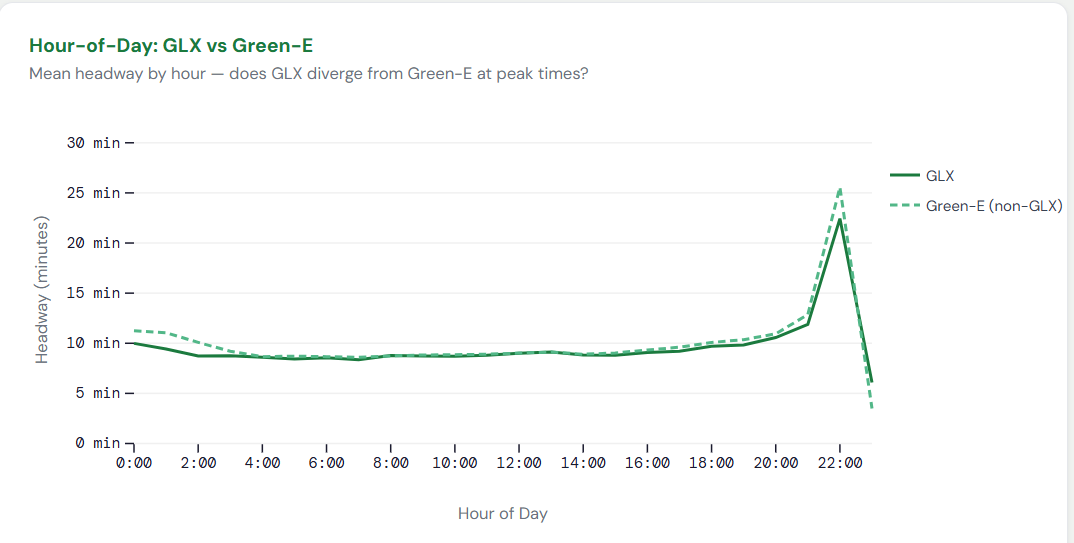 Hour-of-Day: GLX vs Green-E
Mean headway by hour — does GLX diverge from Green-E at peak times?
30 min
25 min
20 min
15 min
10 min
5 min
0 min
Headway (minutes)
0:00 2:00 4:00 6:00 8:00 10:00 12:00 14:00 16:00 18:00 20:00 22:00
Hour of Day
GLX
Green-E (non-GLX)